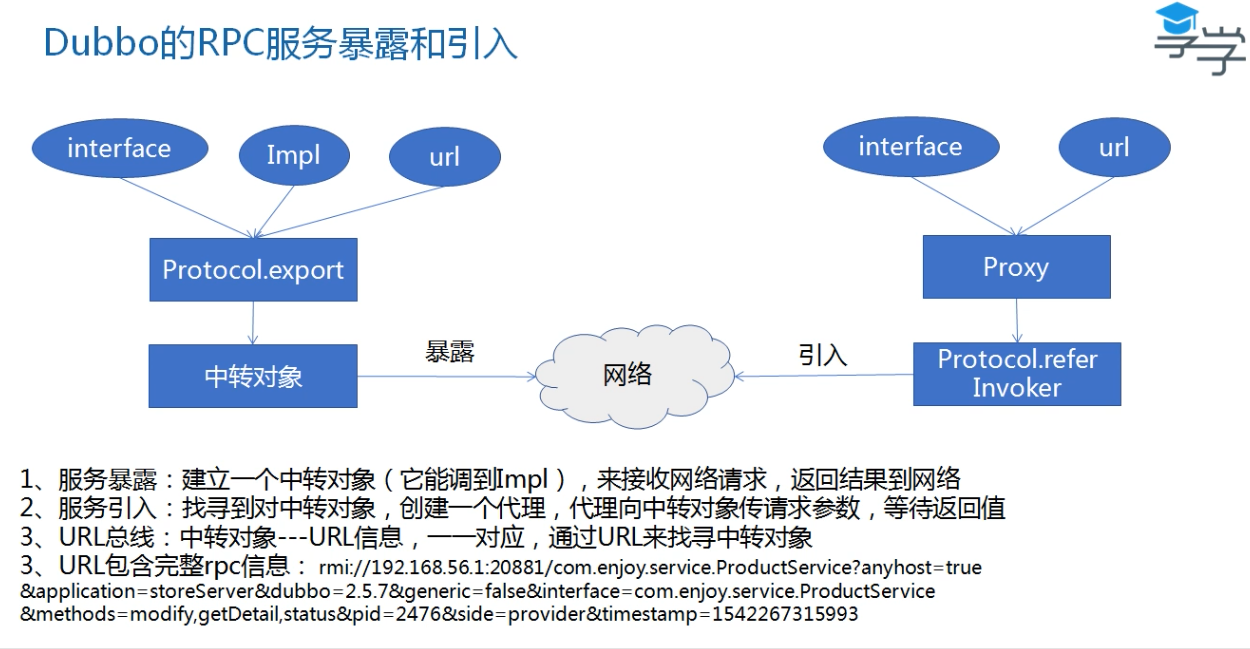 Dubbo的RPC服务暴露和引入
享学
interface
Impl
url
interface
url
Protocol.export
Proxy
中转对象
暴露
网络
引入
Protocol.refer
Invoker
1、服务暴露：建立一个中转对象（它能调到Impl），来接收网络请求，返回结果到网络
2、服务引入：找寻到对中转对象，创建一个代理，代理向中转对象传请求参数，等待返回值
3、URL总线：中转对象---URL信息，一一对应，通过URL来找寻中转对象
3、URL包含完整rpc信息： rmi://192.168.56.1:20881/com.enjoy.service.ProductService?anyhost=true
&application=storeServer&dubbo=2.5.7&generic=false&interface=com.enjoy.service.ProductService
&methods=modify,getDetail,status&pid=2476&side=provider&timestamp=1542267315993